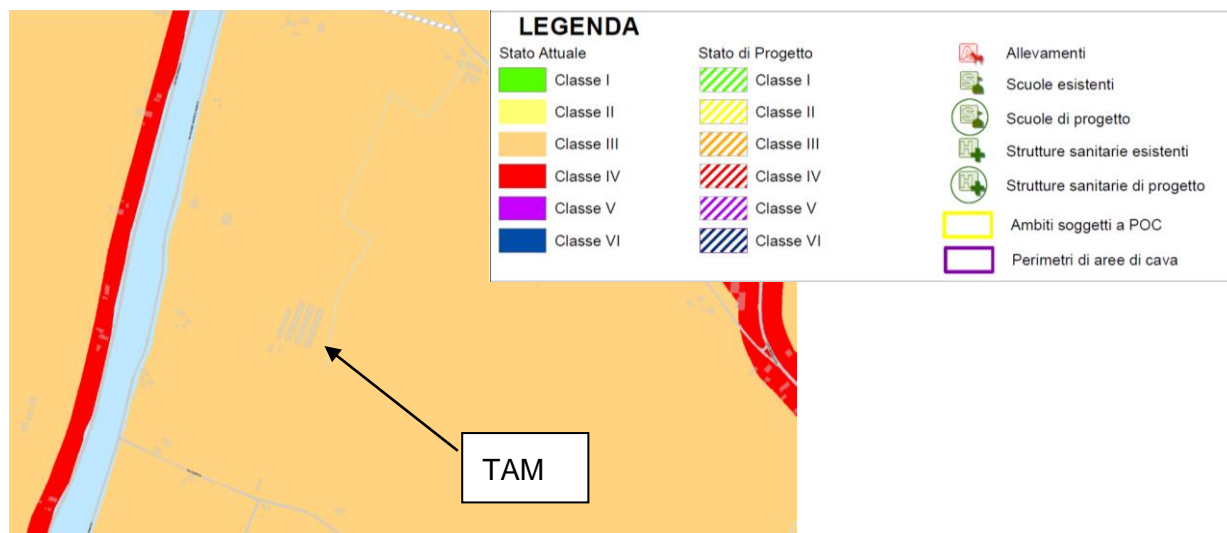 LEGENDA
Stato Attuale
Classe I
Classe II
Classe III
Classe IV
Classe V
Classe VI
Stato di Progetto
Classe I
Classe II
Classe III
Classe IV
Classe V
Classe VI
Allevamenti
Scuole esistenti
Scuole di progetto
Strutture sanitarie esistenti
Strutture sanitarie di progetto
Ambiti soggetti a POC
Perimetri di aree di cava
TAM